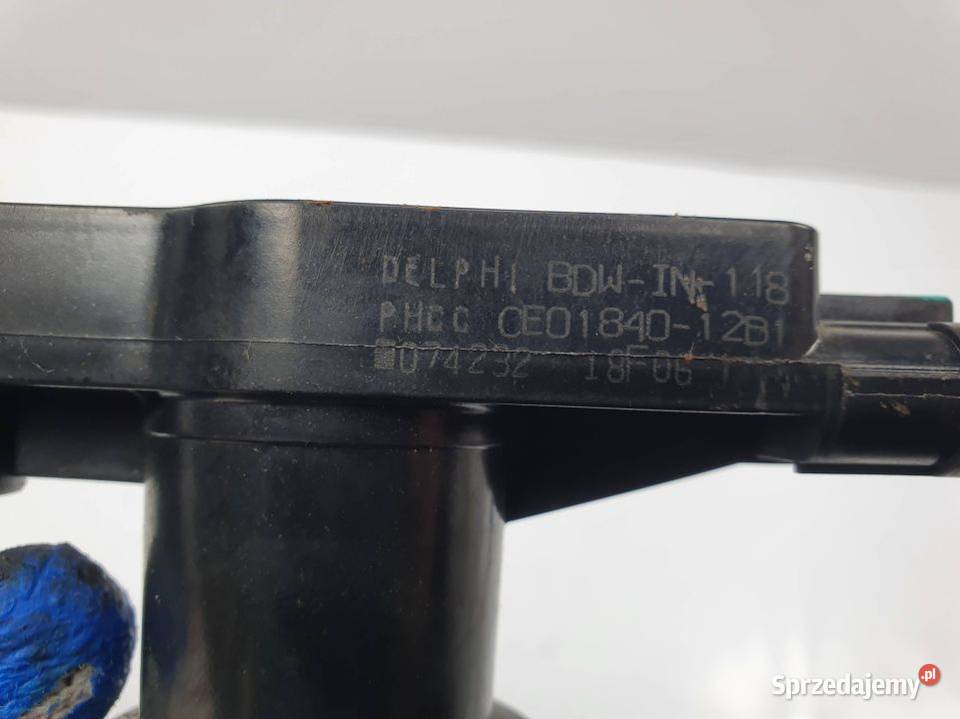 DELPHI BDW-IN-118
PHCC CE01840-12B1
074232 18F06
Sprzedajemy.pl